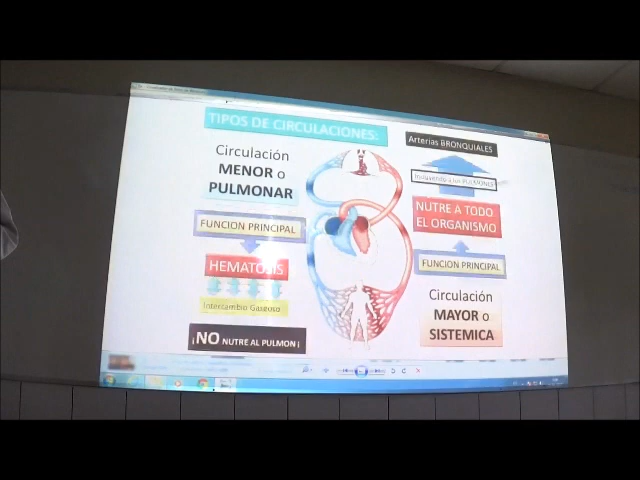 TIPOS DE CIRCULACIONES:
Circulación
MENOR o
PULMONAR
FUNCION PRINCIPAL
HEMATOSIS
Intercambio Gaseoso
¡ NO NUTRE AL PULMON ¡
Arterias BRONQUIALES
NUTRE A TODO
EL ORGANISMO
FUNCION PRINCIPAL
Circulación
MAYOR o
SISTEMICA